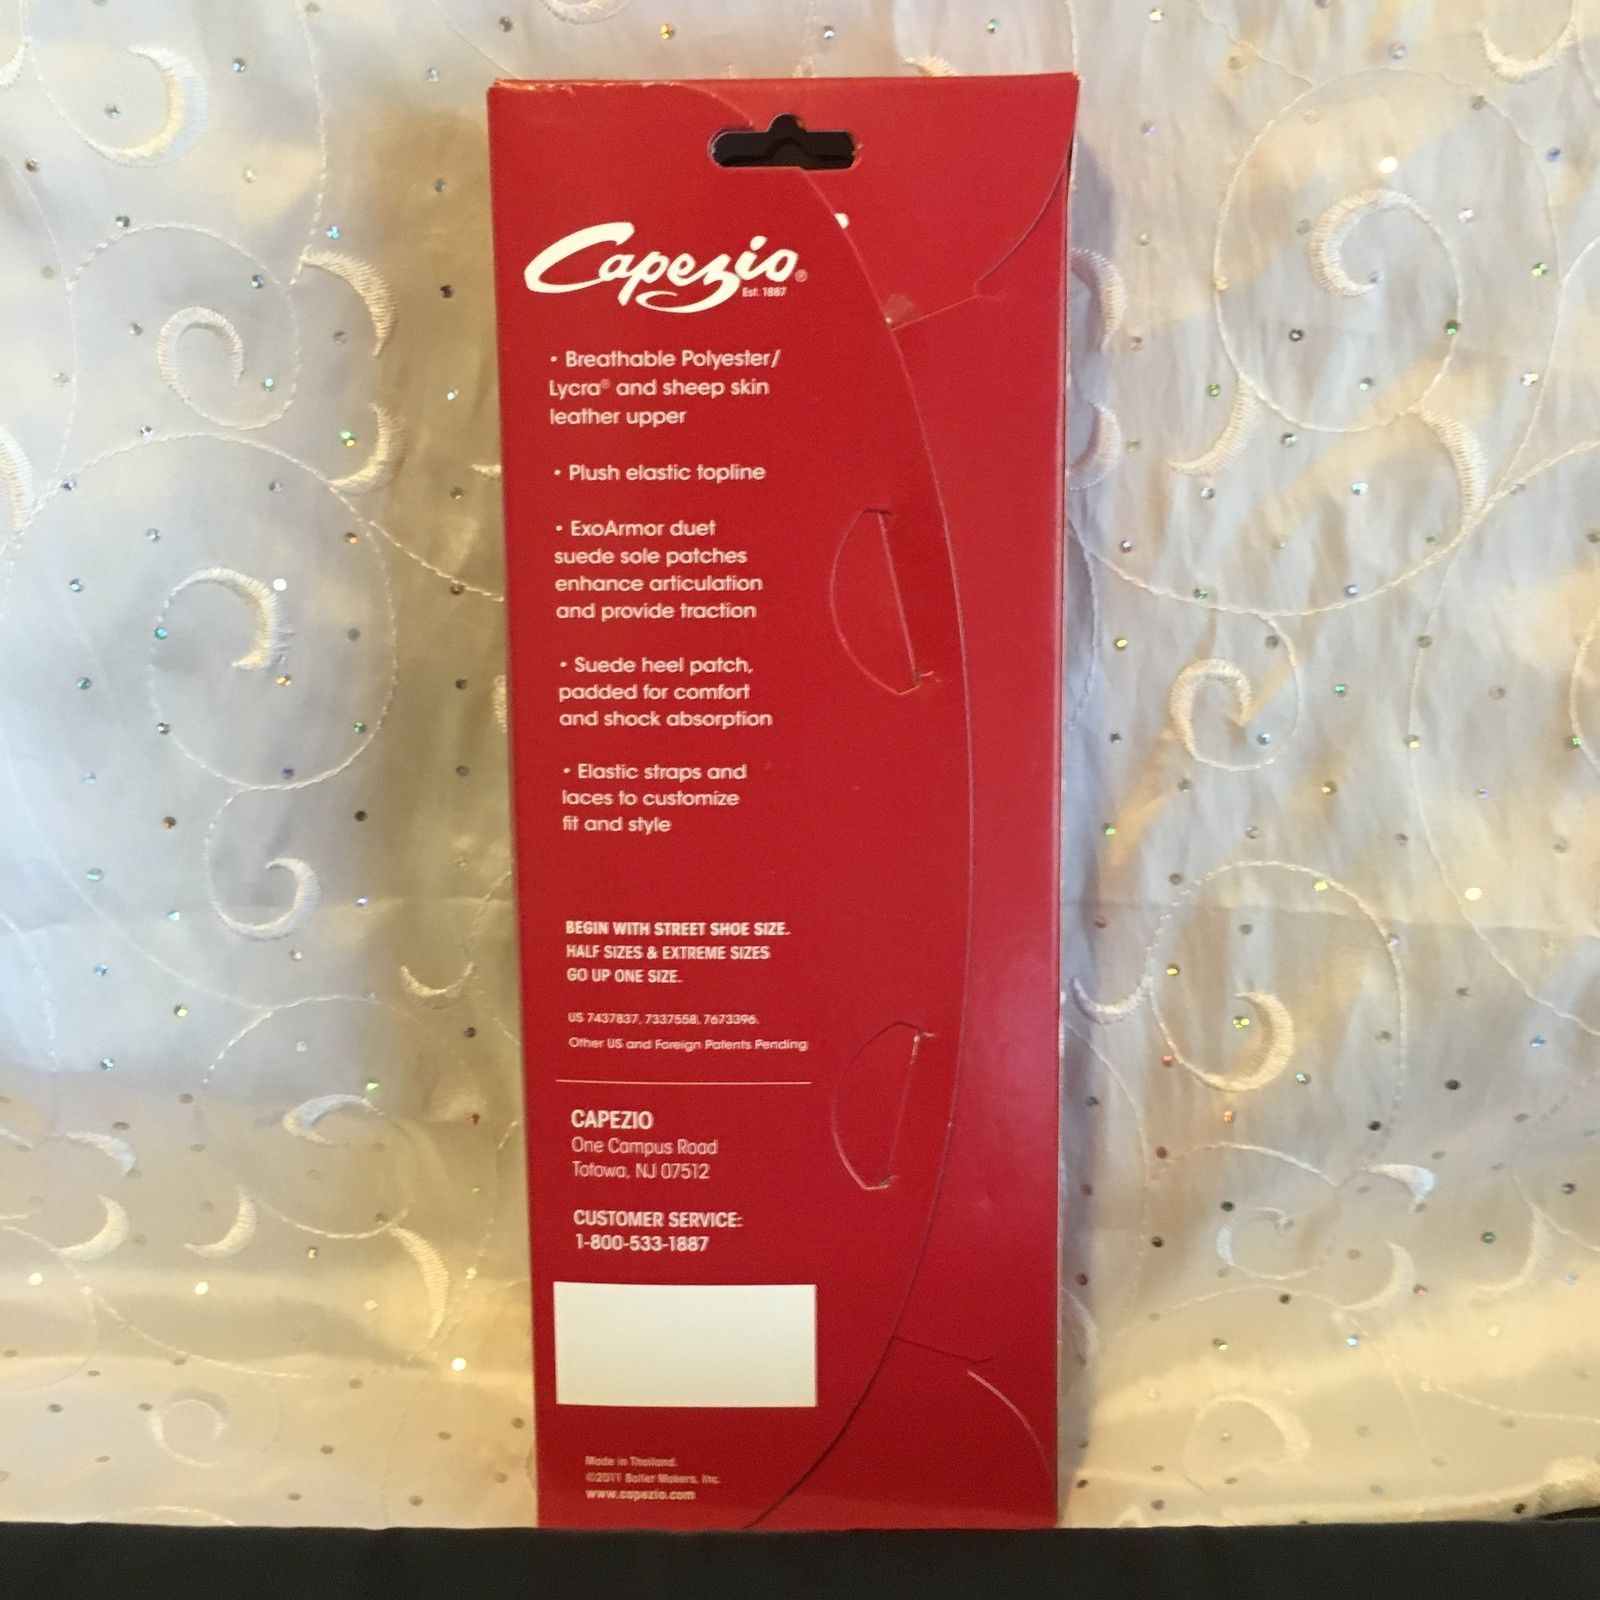 Capezio®
Est. 1887
• Breathable Polyester/
Lycra® and sheep skin
leather upper
• Plush elastic topline
• ExoArmor duet
suede sole patches
enhance articulation
and provide traction
• Suede heel patch,
padded for comfort
and shock absorption
• Elastic straps and
laces to customize
fit and style
BEGIN WITH STREET SHOE SIZE.
HALF SIZES & EXTREME SIZES
GO UP ONE SIZE.
US 7437837, 7337558, 7673396.
Other US and Foreign Patents Pending
CAPEZIO
One Campus Road
Totowa, NJ 07512
CUSTOMER SERVICE:
1-800-533-1887
Made in Thailand.
©2011 Ballet Makers, Inc.
www.capezio.com